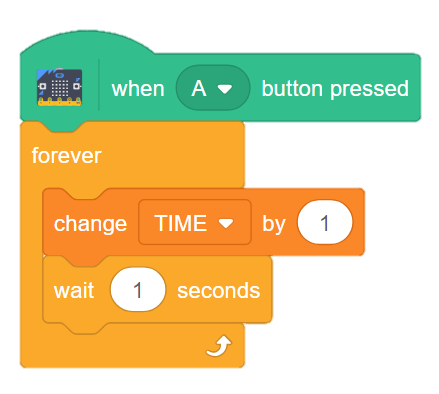 when A button pressed
forever
change TIME by 1
wait 1 seconds